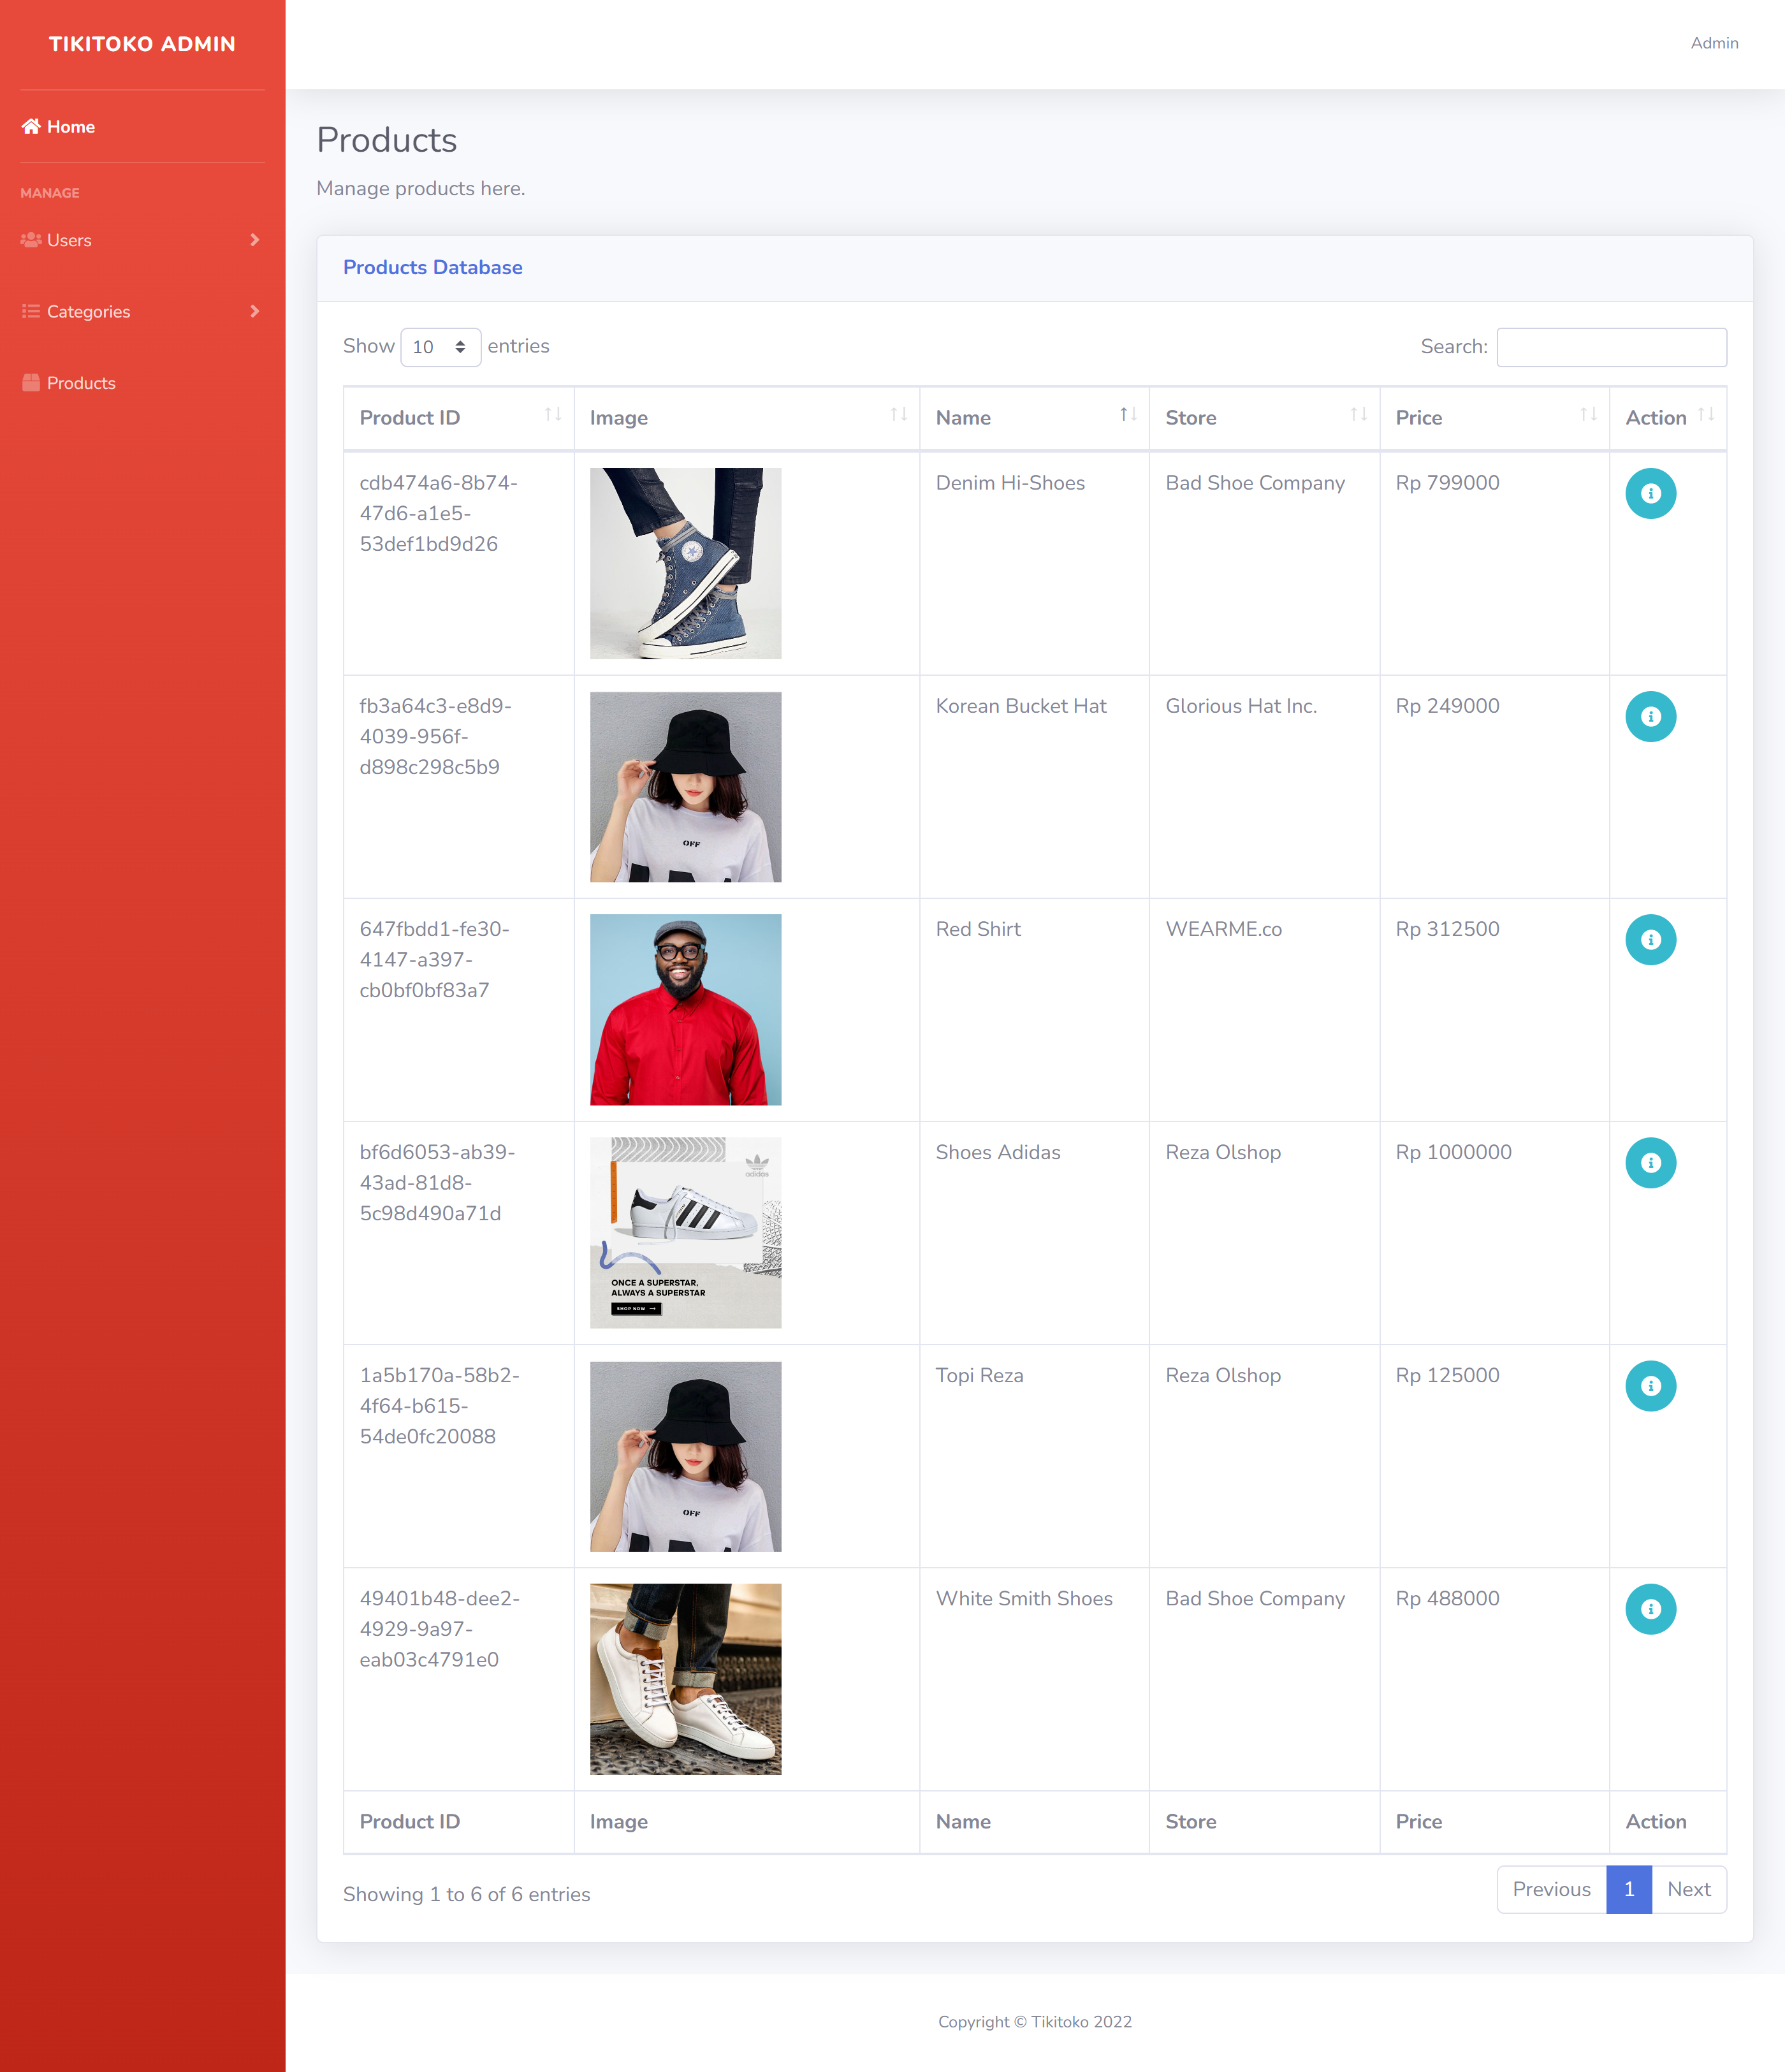 TIKITOKO ADMIN
Home
MANAGE
Users
Categories
Products
Admin
Products
Manage products here.
Products Database
Show 10 entries
Search:
Product ID Image Name Store Price Action
cdb474a6-8b74-
47d6-a1e5-
53def1bd9d26
Denim Hi-Shoes Bad Shoe Company Rp 799000
fb3a64c3-e8d9-
4039-956f-
d898c298c5b9
OFF
Korean Bucket Hat Glorious Hat Inc. Rp 249000
647fbdd1-fe30-
4147-a397-
cb0bf0bf83a7
Red Shirt WEARME.co Rp 312500
bf6d6053-ab39-
43ad-81d8-
5c98d490a71d
adidas
ONCE A SUPERSTAR,
ALWAYS A SUPERSTAR
SHOP NOW
Shoes Adidas Reza Olshop Rp 1000000
1a5b170a-58b2-
4f64-b615-
54de0fc20088
OFF
Topi Reza Reza Olshop Rp 125000
49401b48-dee2-
4929-9a97-
eab03c4791e0
White Smith Shoes Bad Shoe Company Rp 488000
Product ID Image Name Store Price Action
Showing 1 to 6 of 6 entries
Previous 1 Next
Copyright © Tikitoko 2022